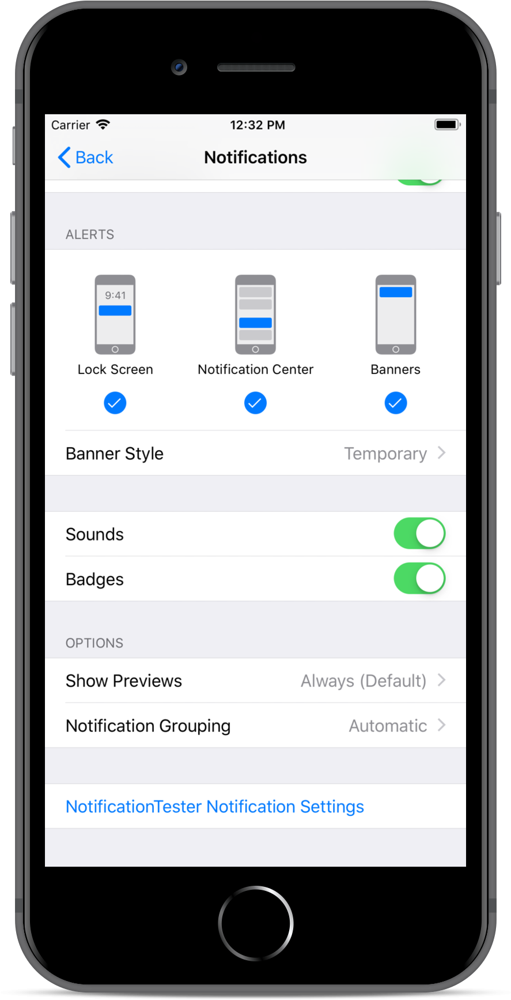 Carrier 12:32 PM
Back Notifications
ALERTS
9:41
Lock Screen Notification Center Banners
Banner Style Temporary
Sounds
Badges
OPTIONS
Show Previews Always (Default)
Notification Grouping Automatic
NotificationTester Notification Settings